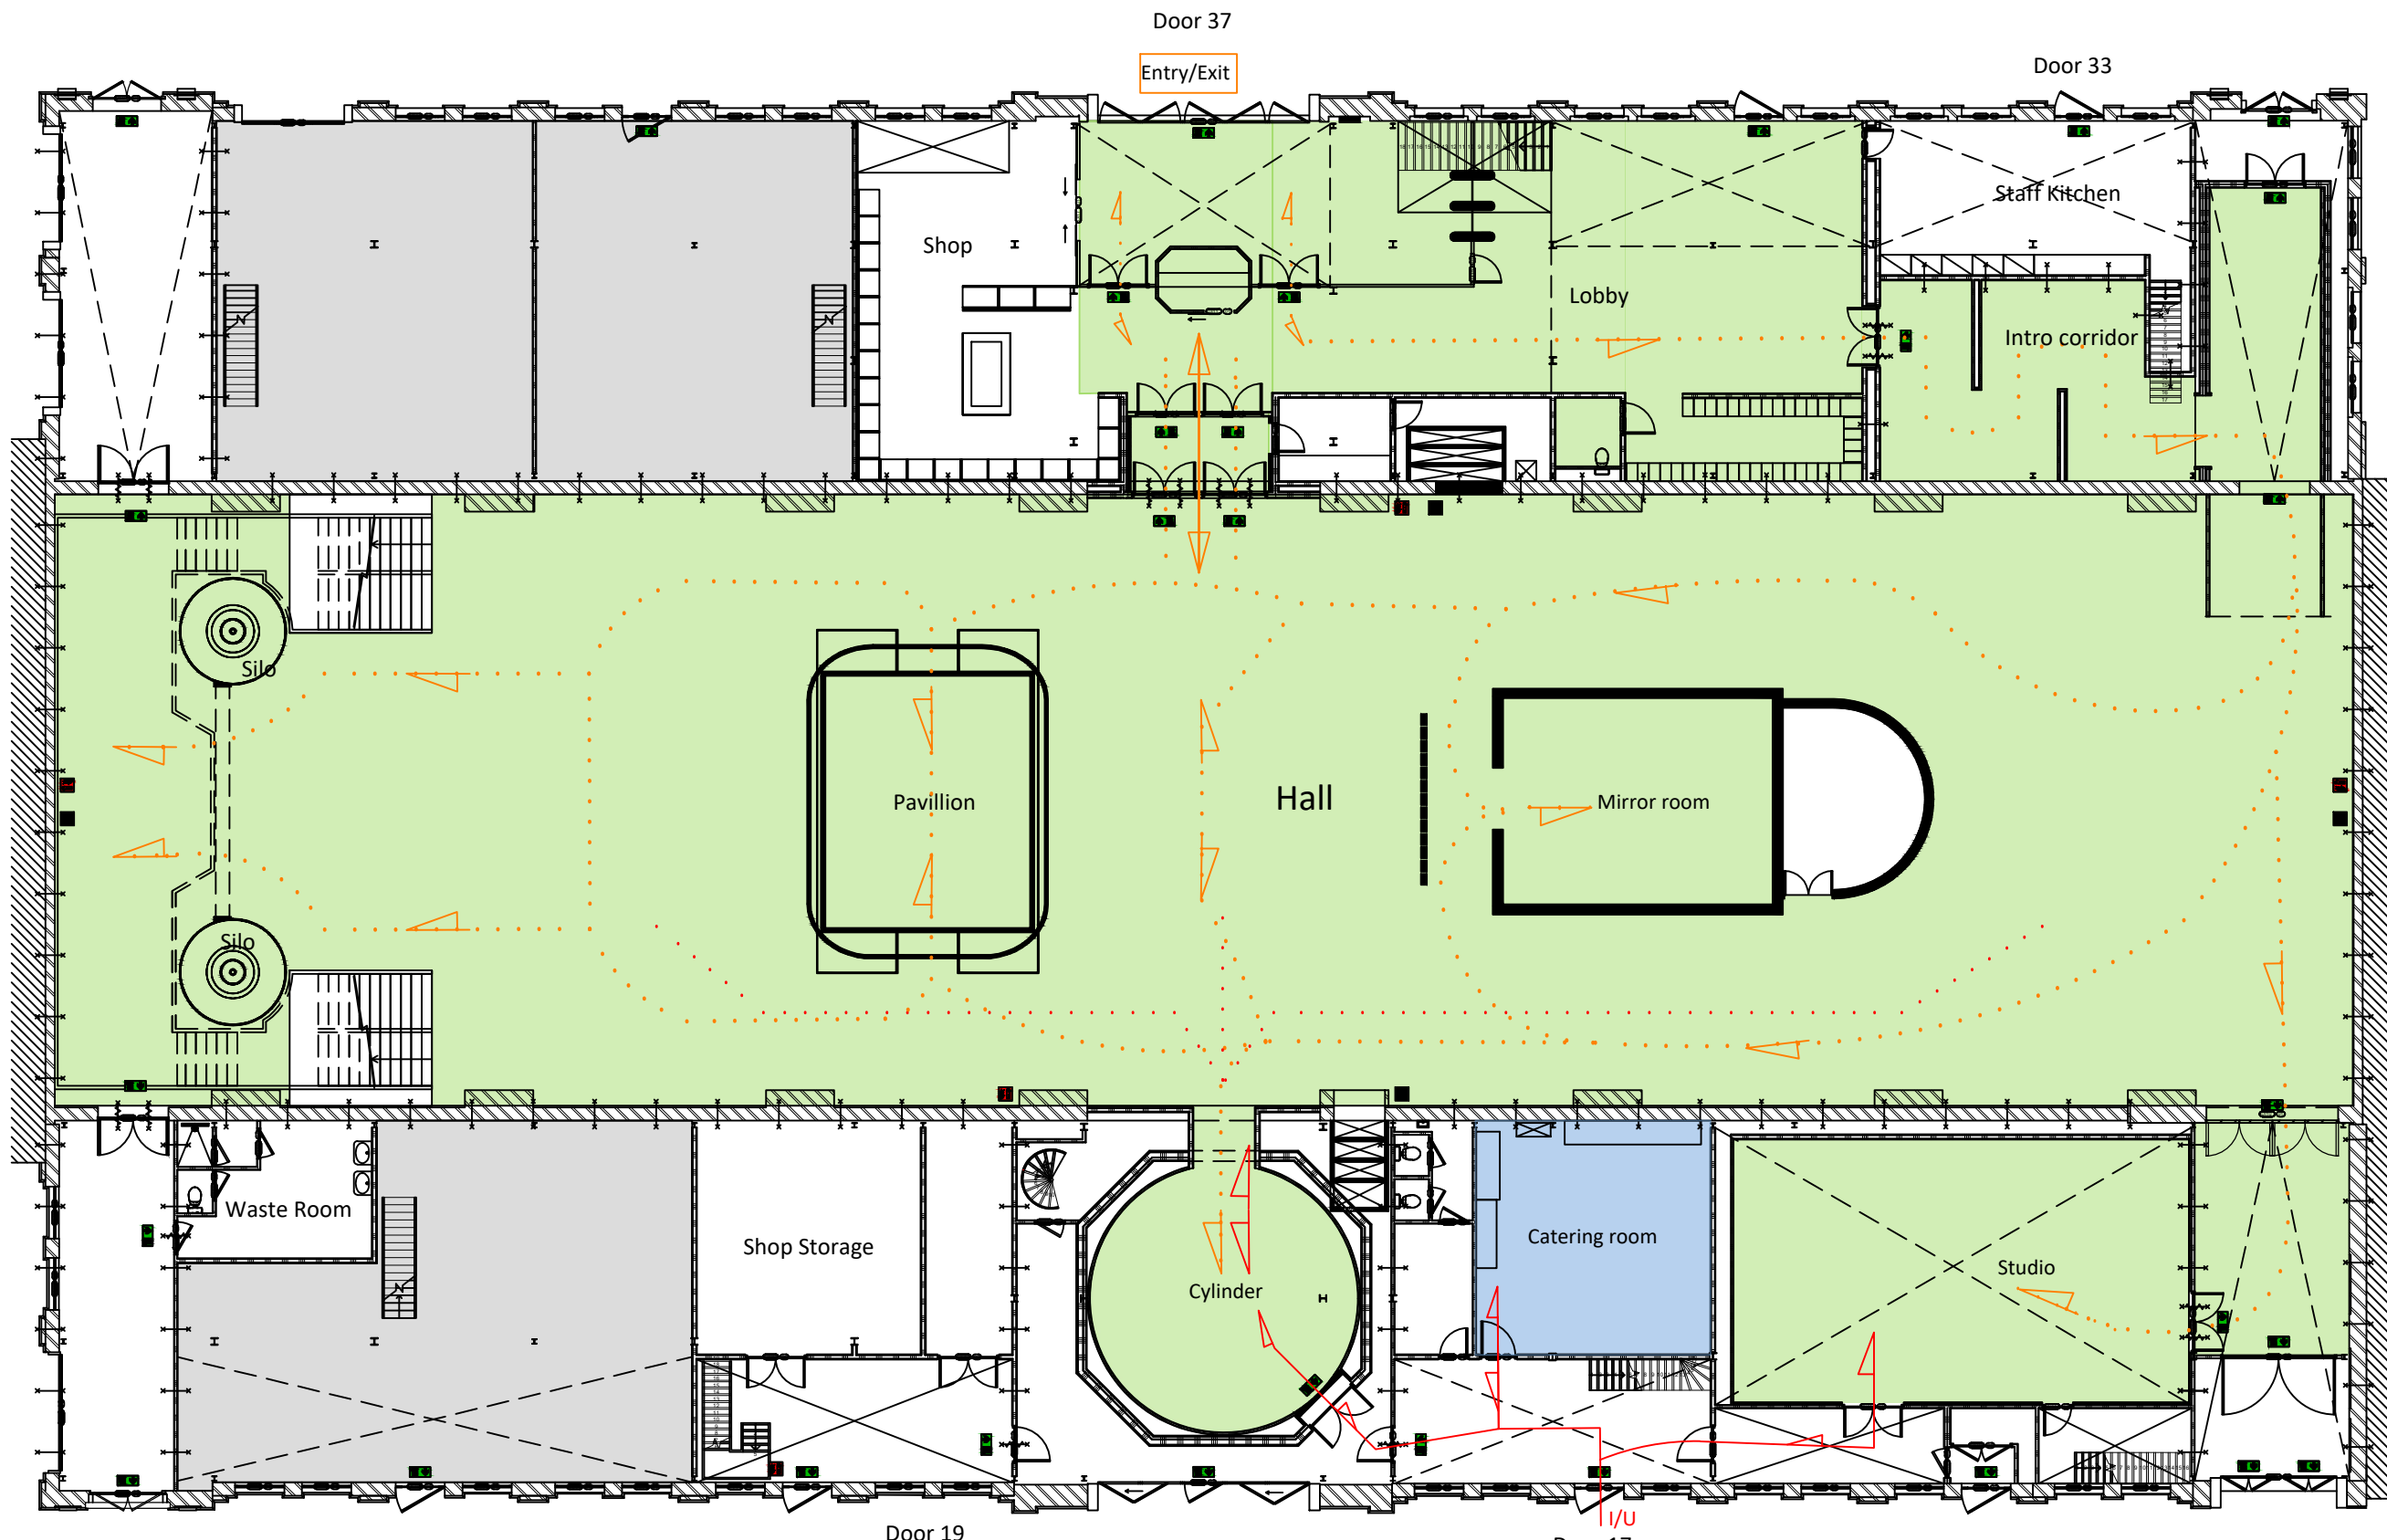 Door 37
Entry/Exit
Door 33
Staff Kitchen
Shop
Lobby
Intro corridor
Silo
Hall
Pavillion
Mirror room
Silo
Waste Room
Shop Storage
Catering room
Cylinder
Studio
I/U
Door 19